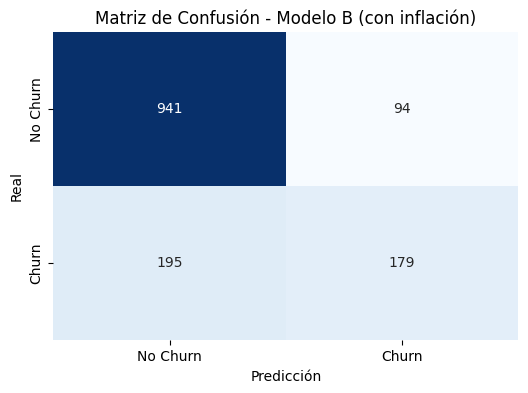 Matriz de Confusión - Modelo B (con inflación)
Real
No Churn
941
94
Churn
195
179
No Churn
Churn
Predicción